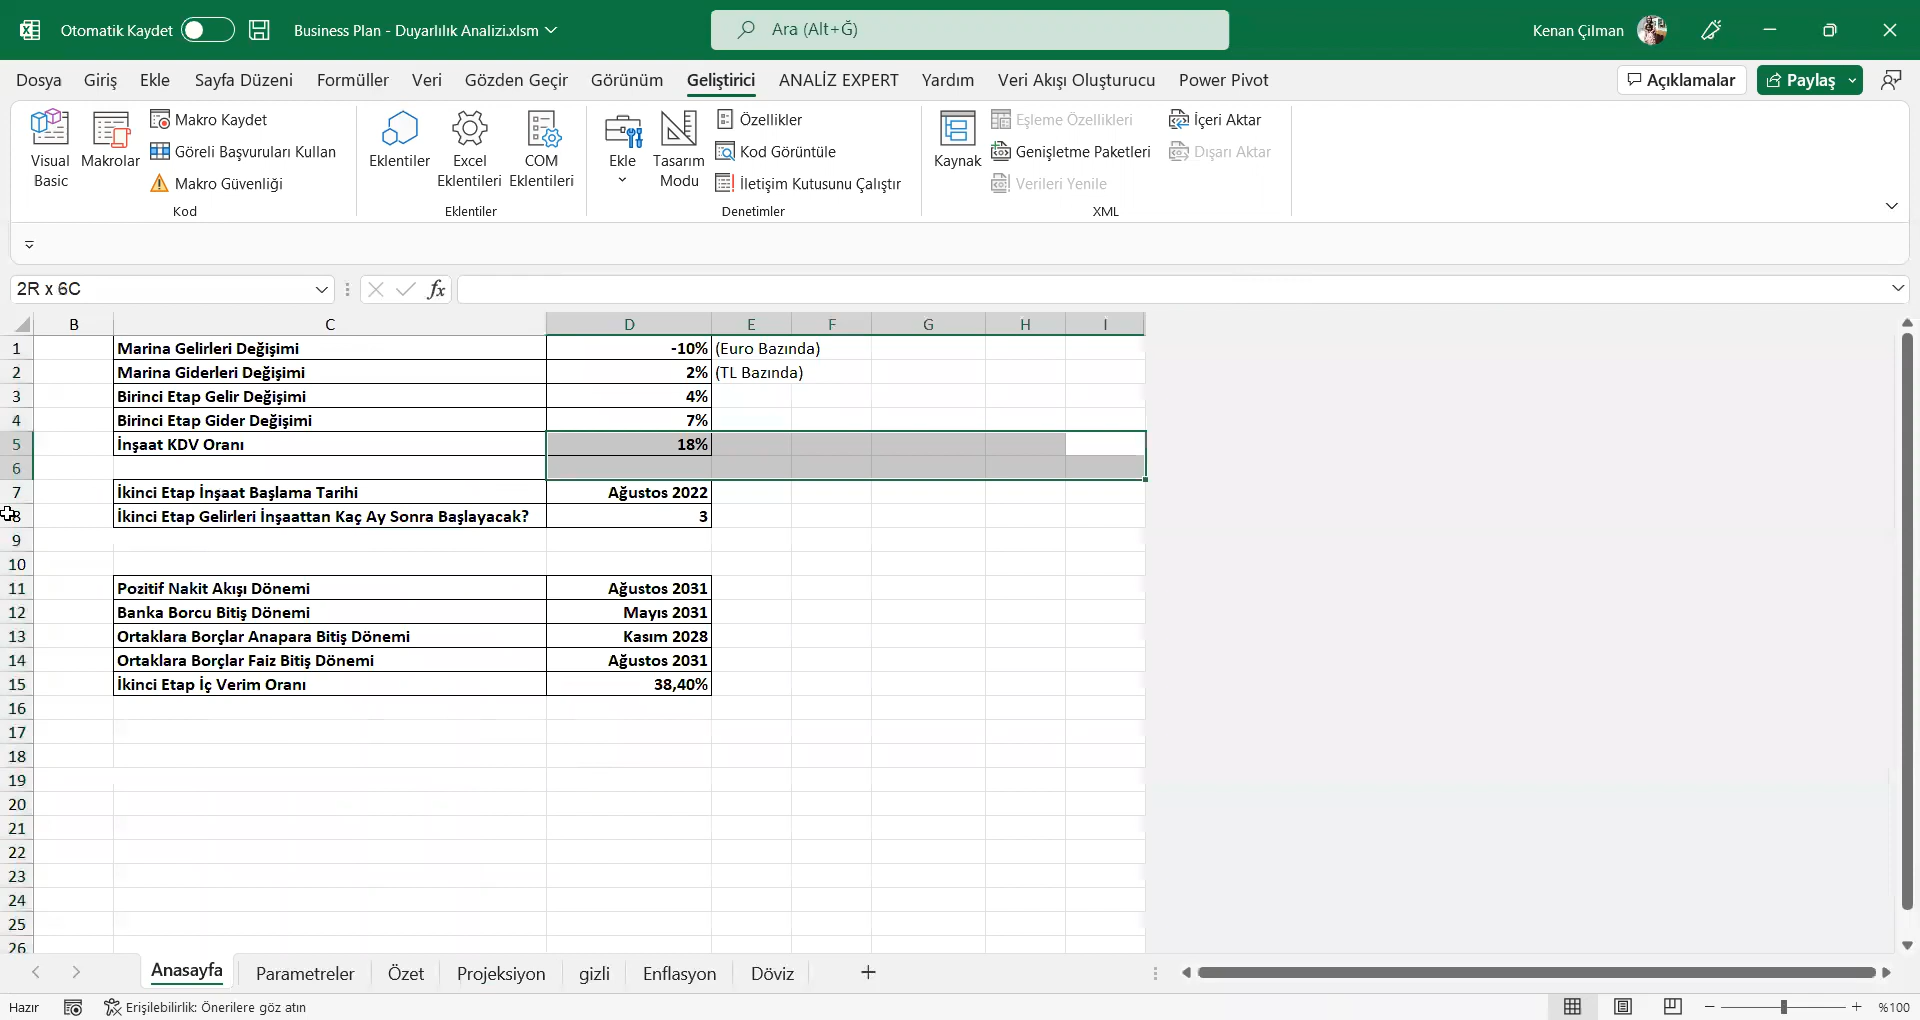 Otomatik Kaydet Business Plan - Duyarlılık Analizi.xlsm Ara (Alt+Ğ) Kenan Çilman
Dosya Giriş Ekle Sayfa Düzeni Formüller Veri Gözden Geçir Görünüm Geliştirici ANALİZ EXPERT Yardım Veri Akışı Oluşturucu Power Pivot Açıklamalar Paylaş
Visual Basic
Makrolar
Makro Kaydet
Göreli Başvuruları Kullan
Makro Güvenliği
Kod
Eklentiler
Excel Eklentileri
COM Eklentileri
Eklentiler
Ekle
Tasarım Modu
Özellikler
Kod Görüntüle
İletişim Kutusunu Çalıştır
Denetimler
Kaynak
Eşleme Özellikleri
Genişletme Paketleri
Verileri Yenile
İçeri Aktar
Dışarı Aktar
XML
2R x 6C fx
B C D E F G H I
1 Marina Gelirleri Değişimi -10% (Euro Bazında)
2 Marina Giderleri Değişimi 2% (TL Bazında)
3 Birinci Etap Gelir Değişimi 4%
4 Birinci Etap Gider Değişimi 7%
5 İnşaat KDV Oranı 18%
6
7 İkinci Etap İnşaat Başlama Tarihi Ağustos 2022
8 İkinci Etap Gelirleri İnşaattan Kaç Ay Sonra Başlayacak? 3
9
10
11 Pozitif Nakit Akışı Dönemi Ağustos 2031
12 Banka Borcu Bitiş Dönemi Mayıs 2031
13 Ortaklara Borçlar Anapara Bitiş Dönemi Kasım 2028
14 Ortaklara Borçlar Faiz Bitiş Dönemi Ağustos 2031
15 İkinci Etap İç Verim Oranı 38,40%
16
17
18
19
20
21
22
23
24
25
26
Anasayfa Parametreler Özet Projeksiyon gizli Enflasyon Döviz
Hazır Erişilebilirlik: Önerilere göz atın %100